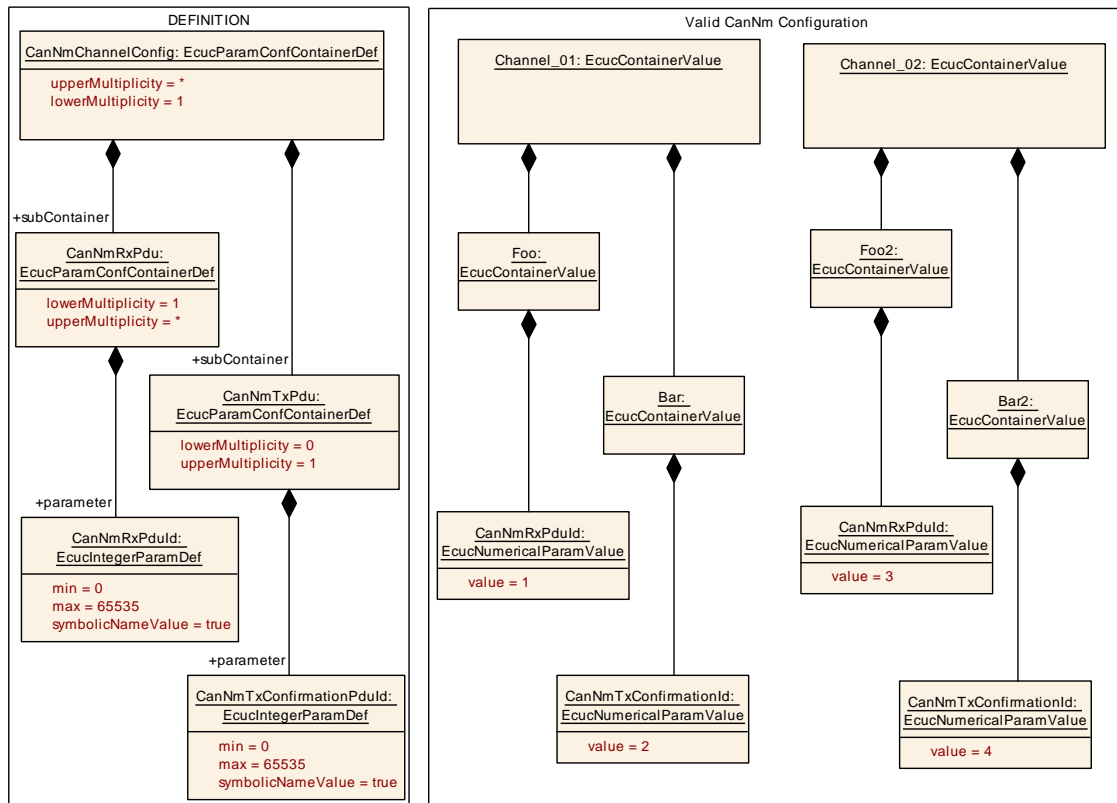 DEFINITION
CanNmChannelConfig: EcucParamConfContainerDef
upperMultiplicity = *
lowerMultiplicity = 1
+subContainer
CanNmRxPdu:
EcucParamConfContainerDef
lowerMultiplicity = 1
upperMultiplicity = *
+subContainer
CanNmTxPdu:
EcucParamConfContainerDef
lowerMultiplicity = 0
upperMultiplicity = 1
+parameter
CanNmRxPduId:
EcucIntegerParamDef
min = 0
max = 65535
symbolicNameValue = true
+parameter
CanNmTxConfirmationPduId:
EcucIntegerParamDef
min = 0
max = 65535
symbolicNameValue = true
Valid CanNm Configuration
Channel_01: EcucContainerValue
Foo:
EcucContainerValue
Bar:
EcucContainerValue
CanNmRxPduId:
EcucNumericalParamValue
value = 1
CanNmTxConfirmationId:
EcucNumericalParamValue
value = 2
Channel_02: EcucContainerValue
Foo2:
EcucContainerValue
Bar2:
EcucContainerValue
CanNmRxPduId:
EcucNumericalParamValue
value = 3
CanNmTxConfirmationId:
EcucNumericalParamValue
value = 4